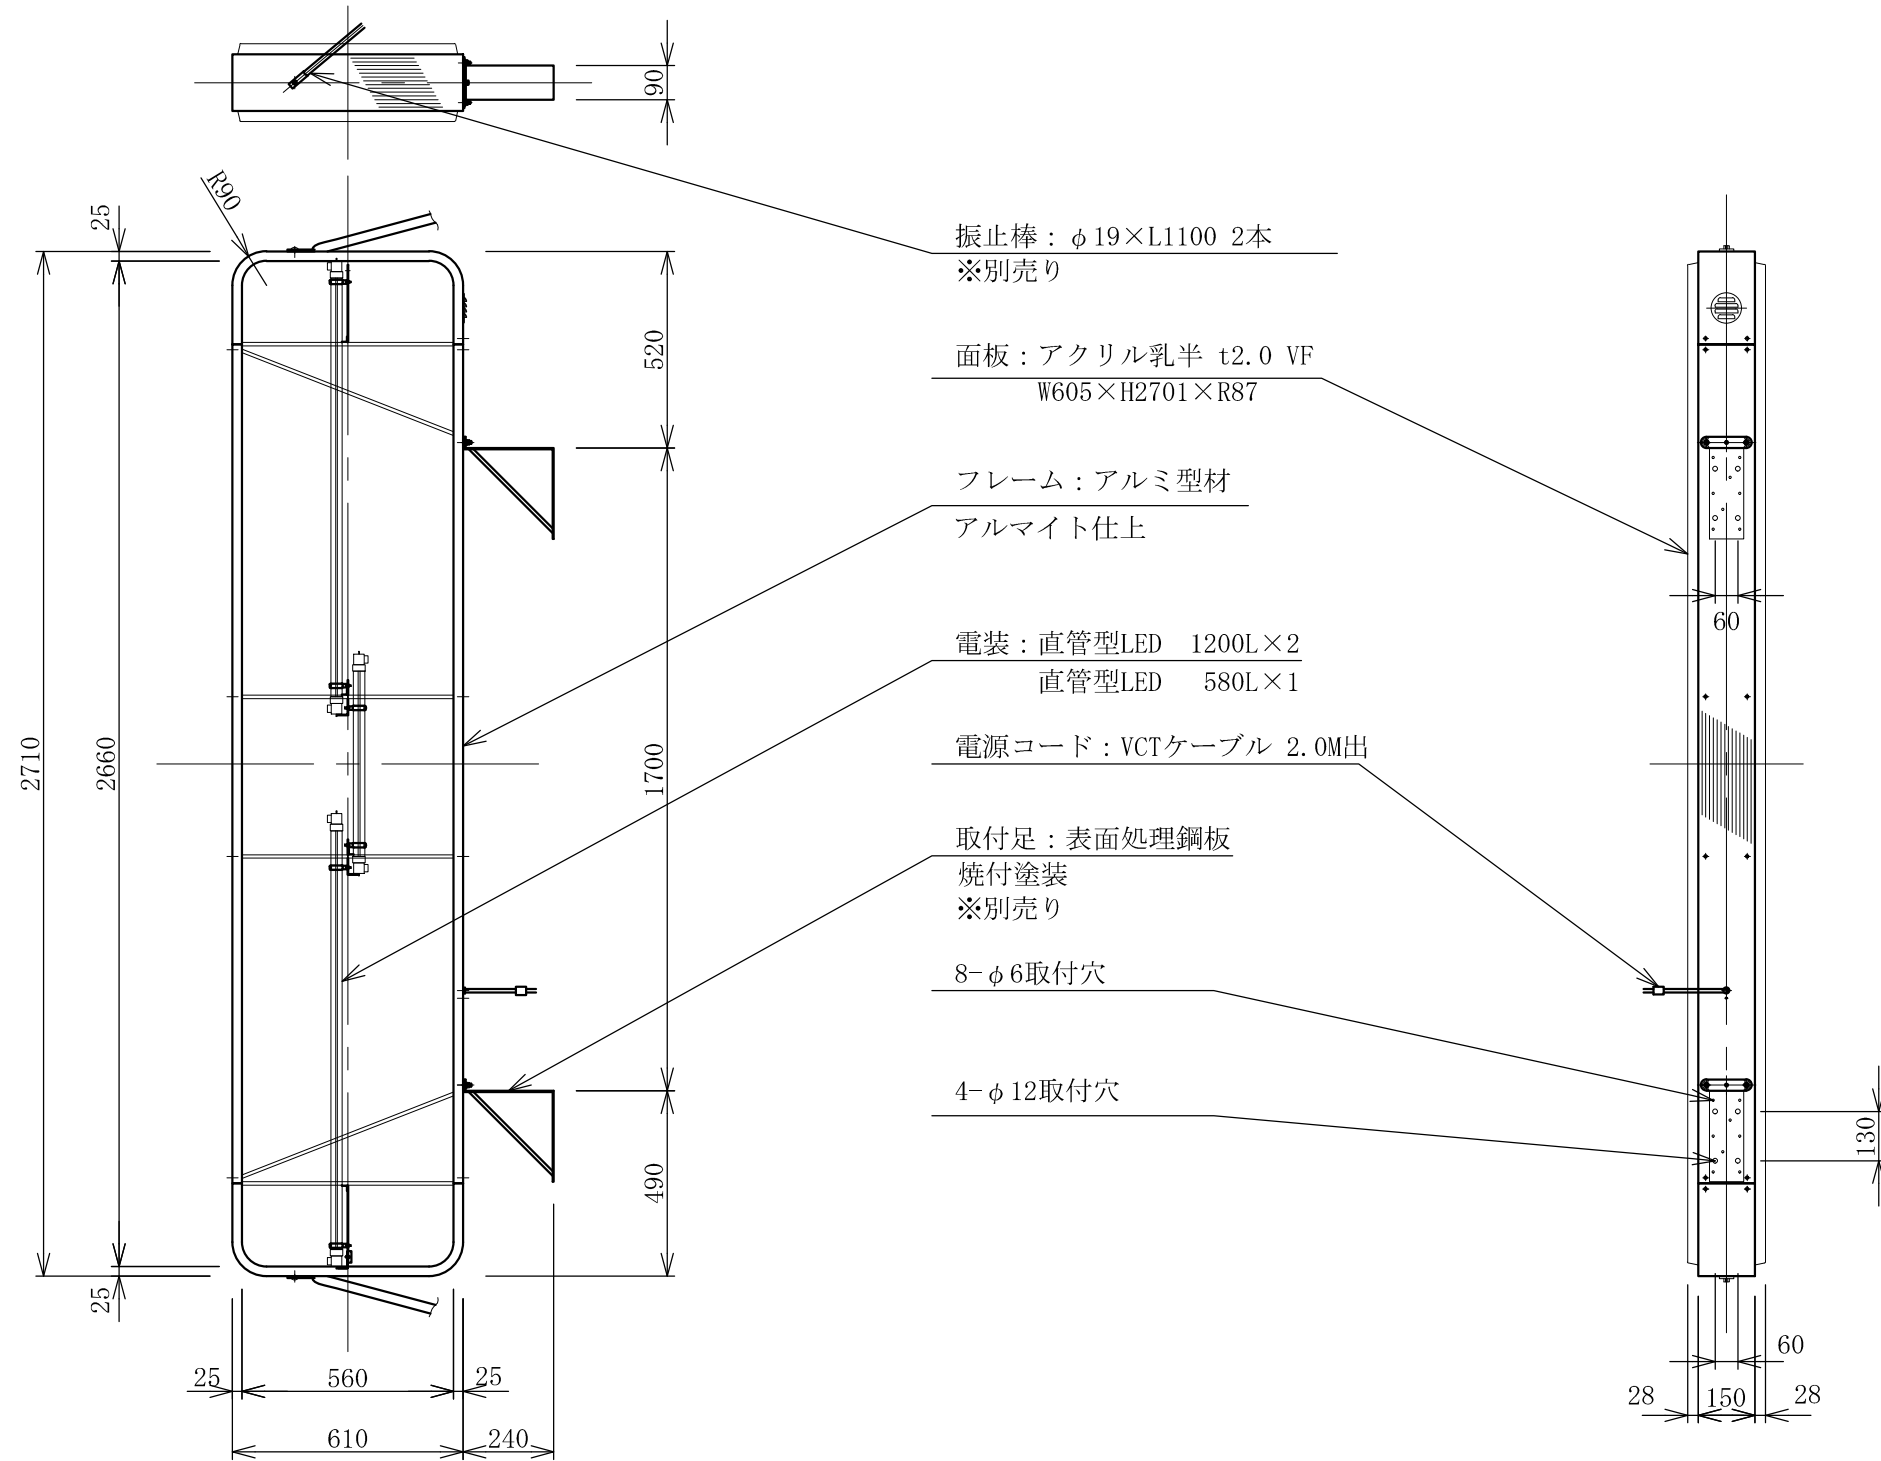 90
R90
25
振止棒：φ19×L1100 2本
※別売り
520
面板：アクリル乳半 t2.0 VF
W605×H2701×R87
フレーム：アルミ型材
アルマイト仕上
60
電装：直管型LED 1200L×2
直管型LED 580L×1
2710
2660
1700
電源コード：VCTケーブル 2.0M出
取付足：表面処理鋼板
焼付塗装
※別売り
8-φ6取付穴
4-φ12取付穴
130
490
25
60
25
560
25
28
150
28
610
240